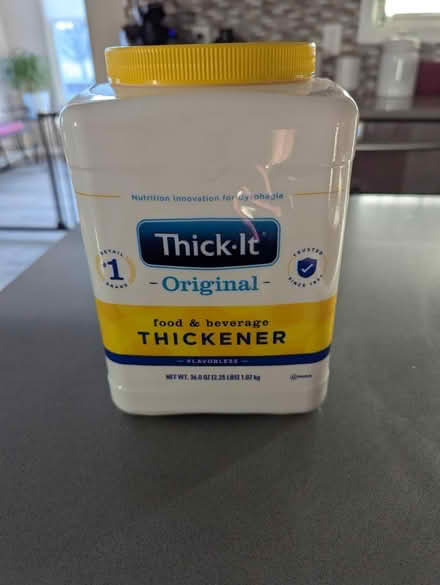 Nutrition innovation for dysphagia
RETAIL
#1
BRAND
Thick-It
TRUSTED
SINCE
- Original -
food & beverage
THICKENER
— FLAVORLESS —
NET WT. 36.0 OZ (2.25 LBS) 1.02 kg